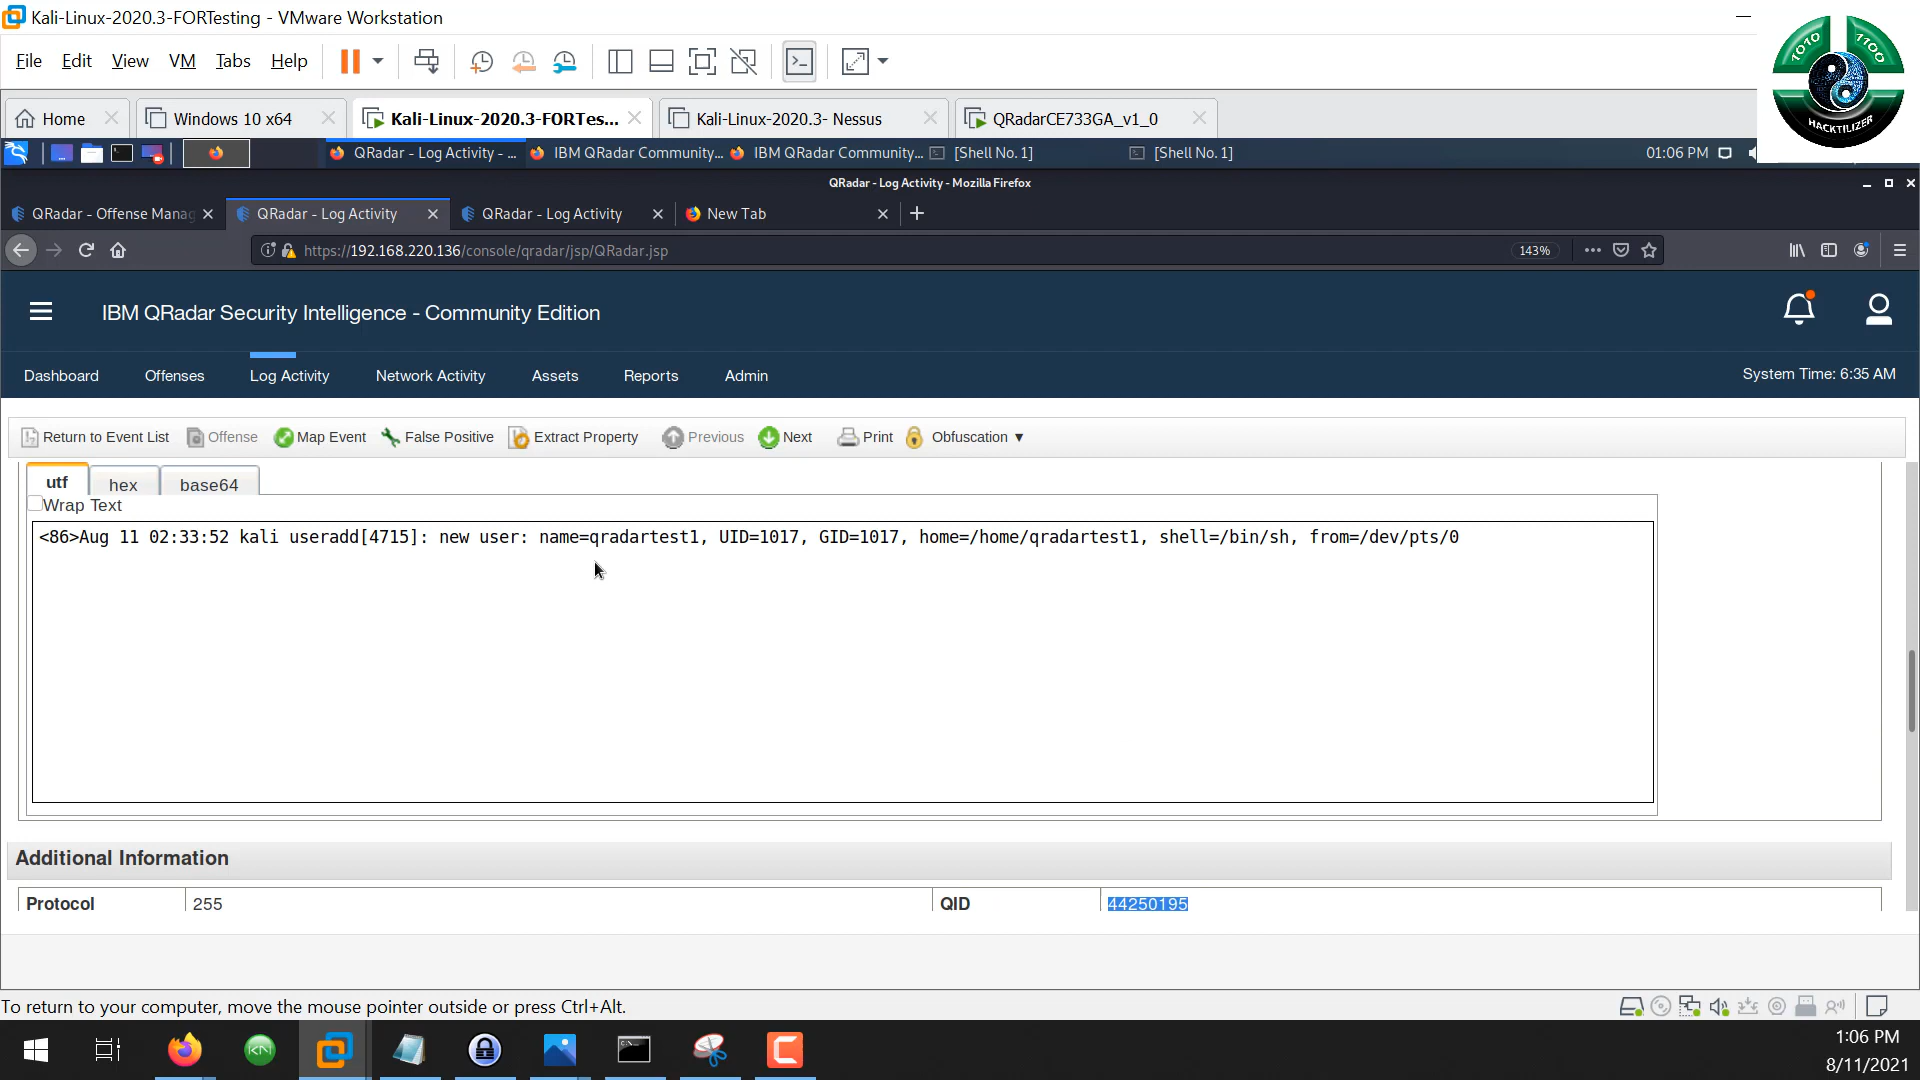 Kali-Linux-2020.3-FORTesting - VMware Workstation
File Edit View VM Tabs Help
Home Windows 10 x64 Kali-Linux-2020.3-FORTes... Kali-Linux-2020.3- Nessus QRadarCE733GA_v1_0
1010 1100
HACKTILIZER
QRadar - Log Activity - ... IBM QRadar Community... IBM QRadar Community... [Shell No. 1] [Shell No. 1] 01:06 PM
QRadar - Log Activity - Mozilla Firefox
QRadar - Offense Manag QRadar - Log Activity QRadar - Log Activity New Tab
https://192.168.220.136/console/qradar/jsp/QRadar.jsp 143%
IBM QRadar Security Intelligence - Community Edition
Dashboard Offenses Log Activity Network Activity Assets Reports Admin System Time: 6:35 AM
Return to Event List Offense Map Event False Positive Extract Property Previous Next Print Obfuscation ▼
utf hex base64
Wrap Text
<86>Aug 11 02:33:52 kali useradd[4715]: new user: name=qradartest1, UID=1017, GID=1017, home=/home/qradartest1, shell=/bin/sh, from=/dev/pts/0
Additional Information
Protocol 255 QID 44250195
To return to your computer, move the mouse pointer outside or press Ctrl+Alt.
KN
1:06 PM
8/11/2021